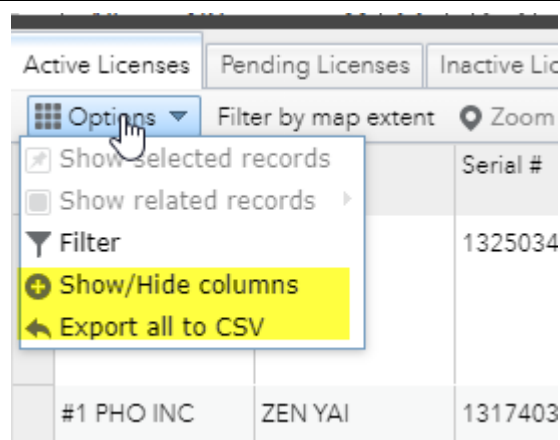 Active Licenses Pending Licenses Inactive Lic
Options Filter by map extent Zoom
Show selected records Serial #
Show related records
Filter 1325034
Show/Hide columns
Export all to CSV
#1 PHO INC ZEN YAI 1317403